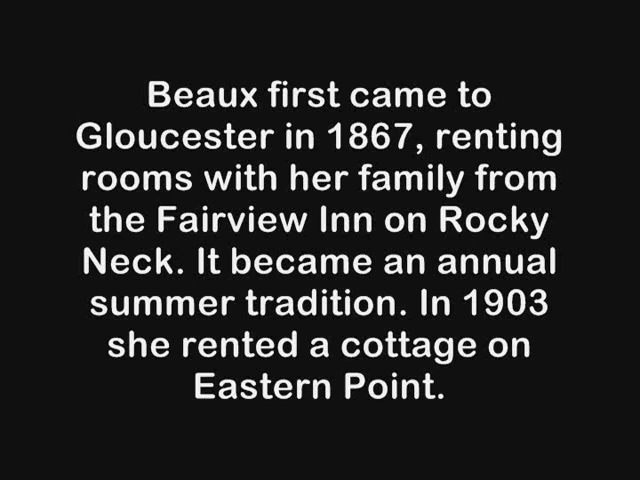 Beaux first came to
Gloucester in 1867, renting
rooms with her family from
the Fairview Inn on Rocky
Neck. It became an annual
summer tradition. In 1903
she rented a cottage on
Eastern Point.